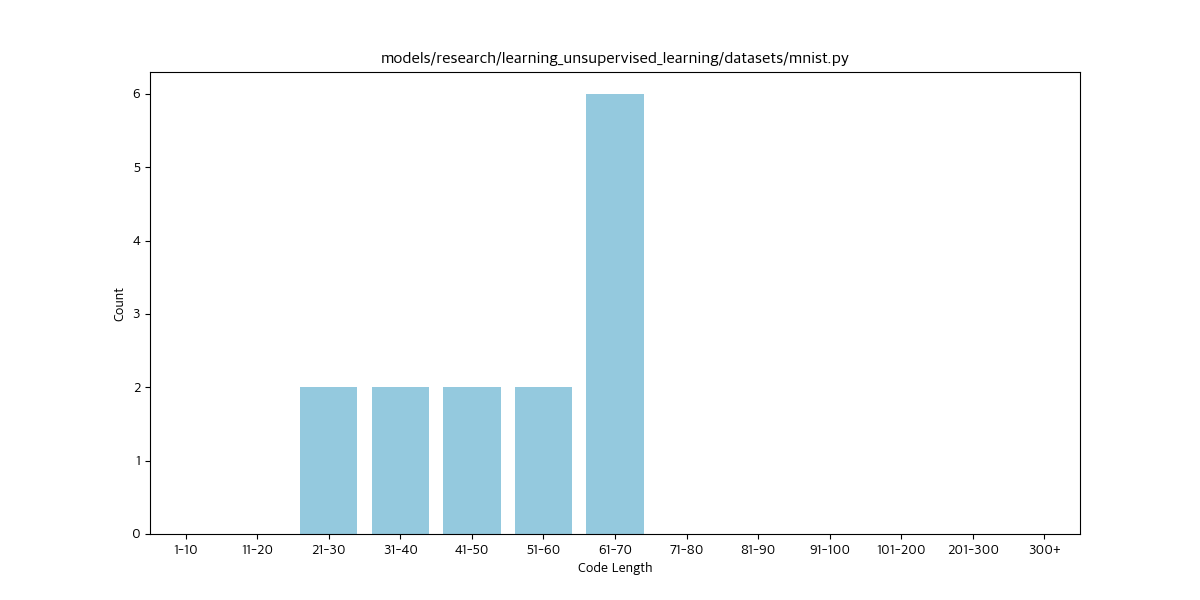 models/research/learning_unsupervised_learning/datasets/mnist.py
6
5
4
3
2
1
0
Count
1-10 11-20 21-30 31-40 41-50 51-60 61-70 71-80 81-90 91-100 101-200 201-300 300+
Code Length